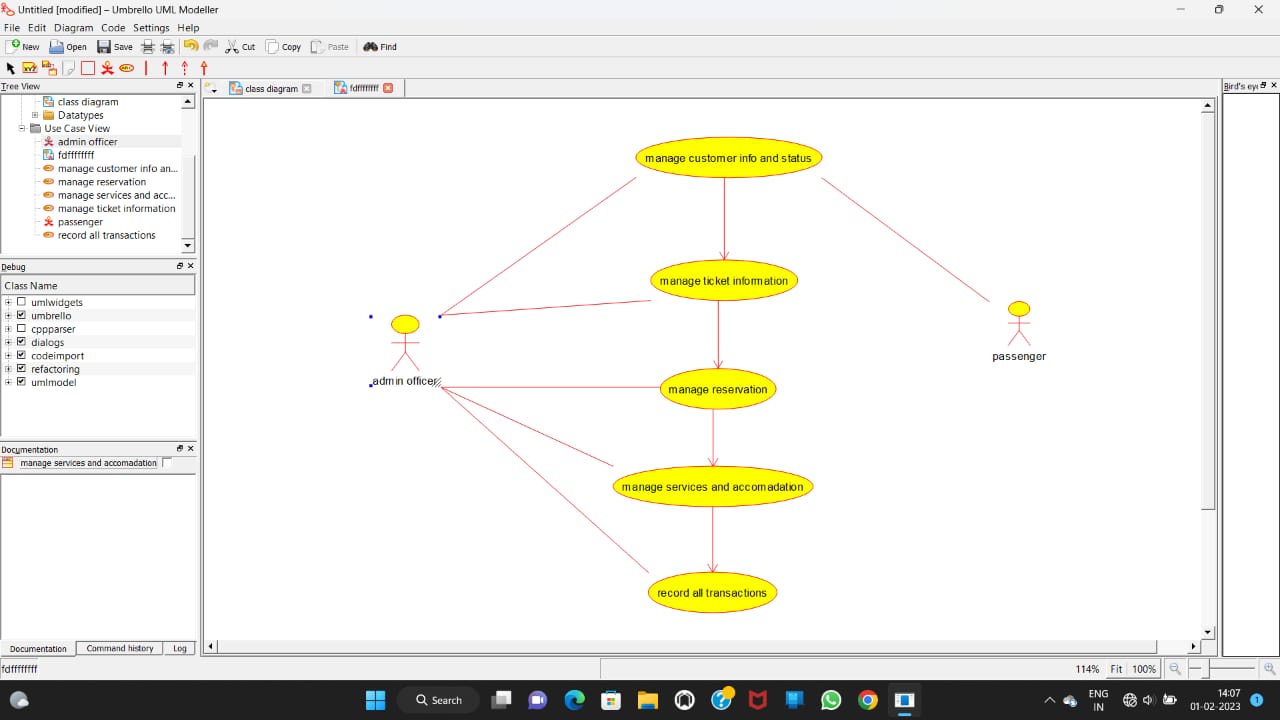 Untitled [modified] – Umbrello UML Modeller
File Edit Diagram Code Settings Help
New Open Save Cut Copy Paste Find
Tree View
class diagram
Datatypes
Use Case View
admin officer
fdffffffff
manage customer info an...
manage reservation
manage services and acc...
manage ticket information
passenger
record all transactions
Debug
Class Name
umlwidgets
umbrello
cppparser
dialogs
codeimport
refactoring
umlmodel
Documentation
manage services and accomadation
Documentation Command history Log
fdffffffff
class diagram fdffffffff
manage customer info and status
manage ticket information
admin officer
passenger
manage reservation
manage services and accomadation
record all transactions
Bird's eye
114% Fit 100%
Search
ENG
IN
14:07
01-02-2023
1